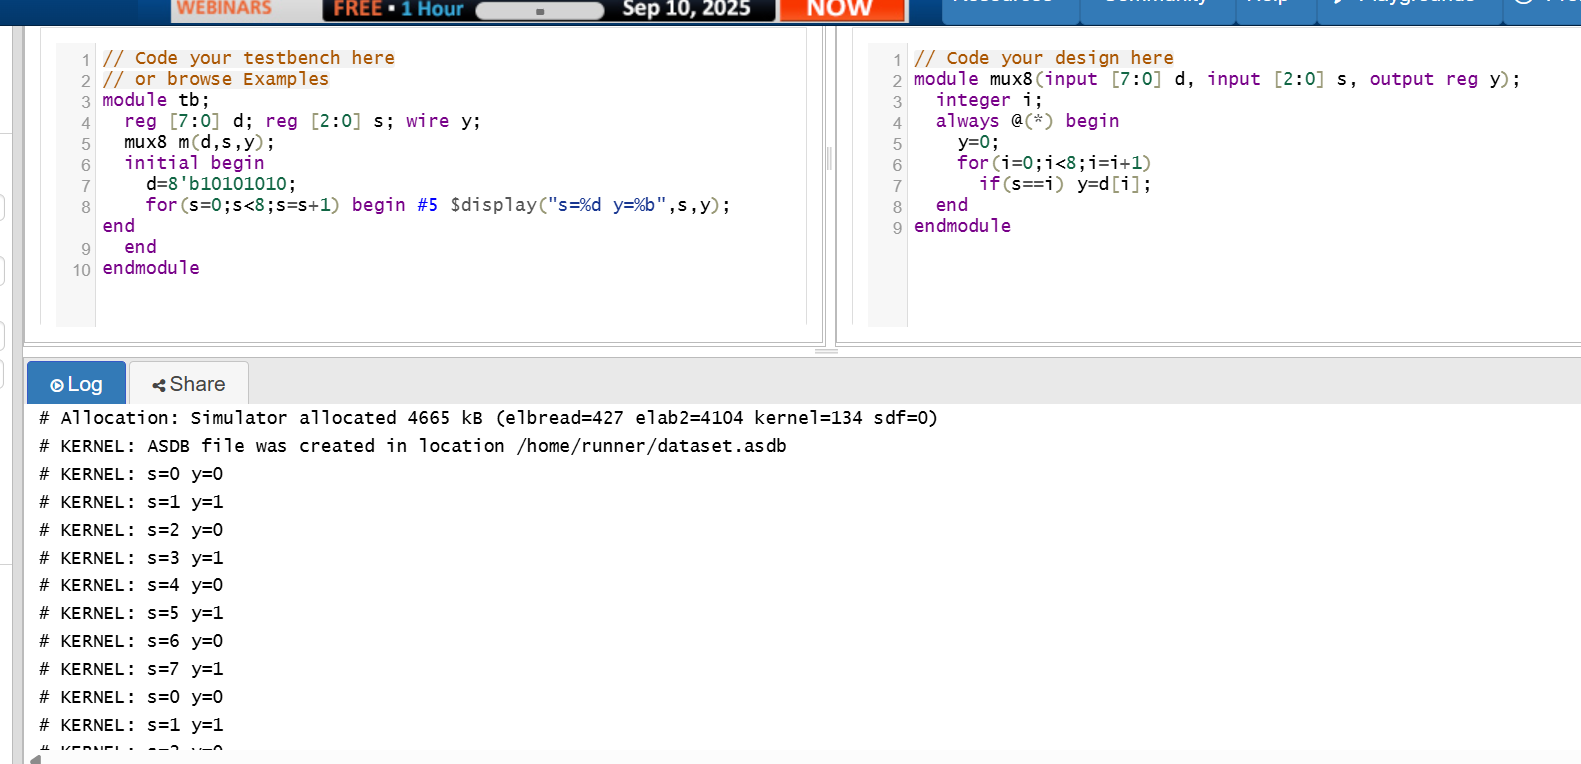 WEBINARS FREE • 1 Hour Sep 10, 2025 NOW
1 // Code your testbench here
2 // or browse Examples
3 module tb;
4 reg [7:0] d; reg [2:0] s; wire y;
5 mux8 m(d,s,y);
6 initial begin
7 d=8'b10101010;
8 for(s=0;s<8;s=s+1) begin #5 $display("s=%d y=%b",s,y);
end
9 end
10 endmodule
1 // Code your design here
2 module mux8(input [7:0] d, input [2:0] s, output reg y);
3 integer i;
4 always @(*) begin
5 y=0;
6 for(i=0;i<8;i=i+1)
7 if(s==i) y=d[i];
8 end
9 endmodule
Log Share
# Allocation: Simulator allocated 4665 kB (elbread=427 elab2=4104 kernel=134 sdf=0)
# KERNEL: ASDB file was created in location /home/runner/dataset.asdb
# KERNEL: s=0 y=0
# KERNEL: s=1 y=1
# KERNEL: s=2 y=0
# KERNEL: s=3 y=1
# KERNEL: s=4 y=0
# KERNEL: s=5 y=1
# KERNEL: s=6 y=0
# KERNEL: s=7 y=1
# KERNEL: s=0 y=0
# KERNEL: s=1 y=1
# KERNEL: s=2 y=0